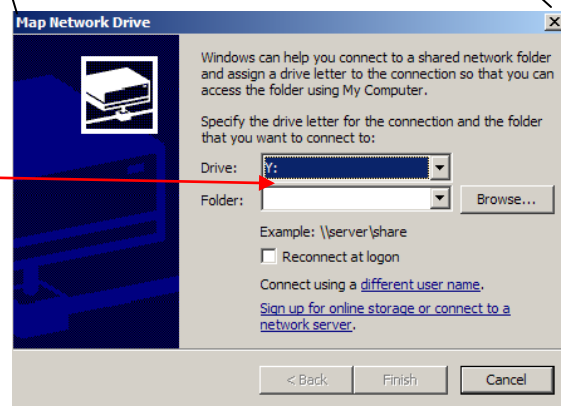 Map Network Drive
Windows can help you connect to a shared network folder
and assign a drive letter to the connection so that you can
access the folder using My Computer.
Specify the drive letter for the connection and the folder
that you want to connect to:
Drive: Y:
Folder: Browse...
Example: \\server\share
Reconnect at logon
Connect using a different user name.
Sign up for online storage or connect to a
network server.
< Back Finish Cancel